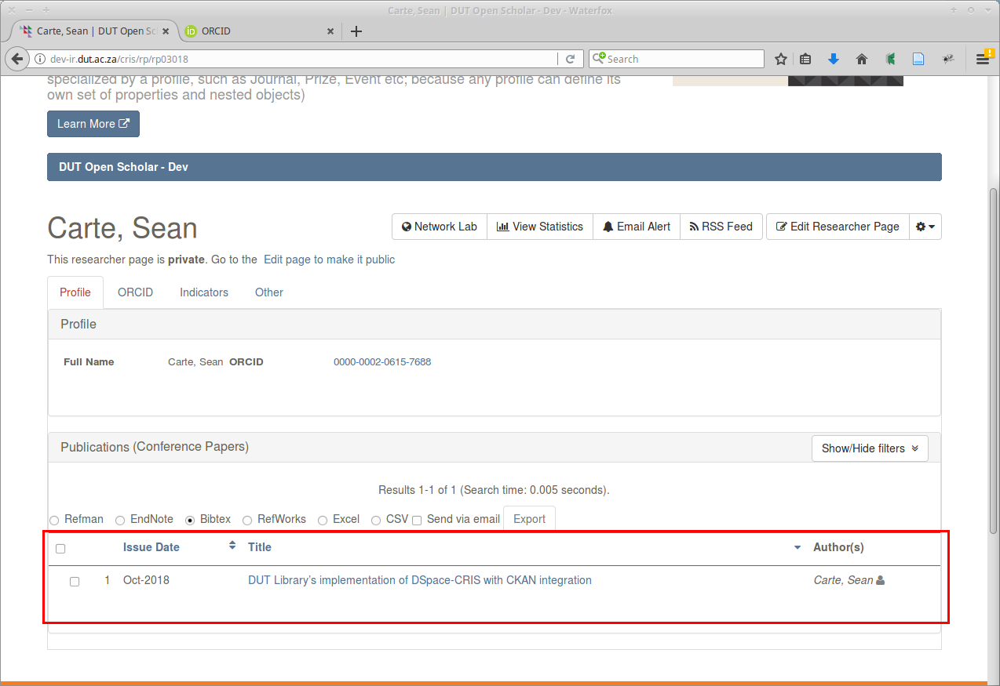 Carte, Sean | DUT Open Scholar - Dev - Waterfox
Carte, Sean | DUT Open Sc
iD ORCID
dev-ir.dut.ac.za/cris/rp/rp03018
Search
specialized by a profile, such as Journal, Prize, Event etc; because any profile can define its
own set of properties and nested objects)
Learn More
DUT Open Scholar - Dev
Carte, Sean
Network Lab View Statistics Email Alert RSS Feed Edit Researcher Page
This researcher page is private. Go to the Edit page to make it public
Profile ORCID Indicators Other
Profile
Full Name Carte, Sean ORCID 0000-0002-0615-7688
Publications (Conference Papers) Show/Hide filters
Results 1-1 of 1 (Search time: 0.005 seconds).
Refman EndNote Bibtex RefWorks Excel CSV Send via email Export
Issue Date Title Author(s)
1 Oct-2018 DUT Library’s implementation of DSpace-CRIS with CKAN integration Carte, Sean